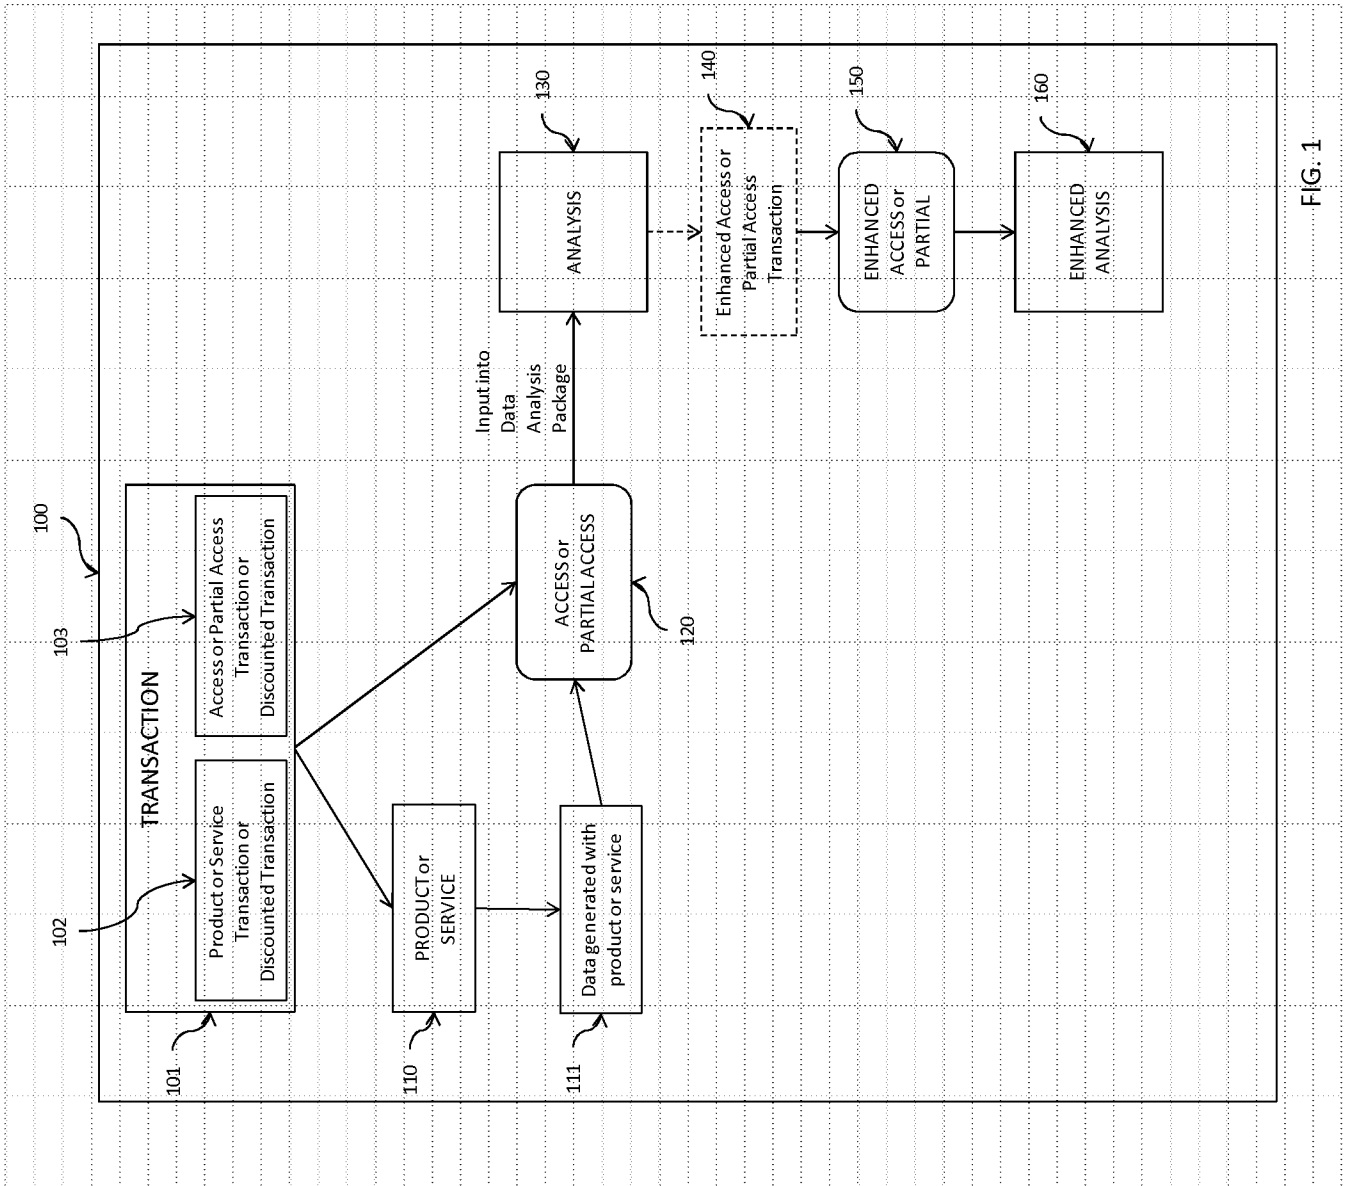 100
103
102
101
TRANSACTION
Product or Service
Transaction or
Discounted Transaction
Access or Partial Access
Transaction or
Discounted Transaction
110
PRODUCT or
SERVICE
111
Data generated with
product or service
ACCESS or
PARTIAL ACCESS
120
Input into
Data
Analysis
Package
130
ANALYSIS
140
Enhanced Access or
Partial Access
Transaction
150
ENHANCED
ACCESS or
PARTIAL
160
ENHANCED
ANALYSIS
FIG. 1